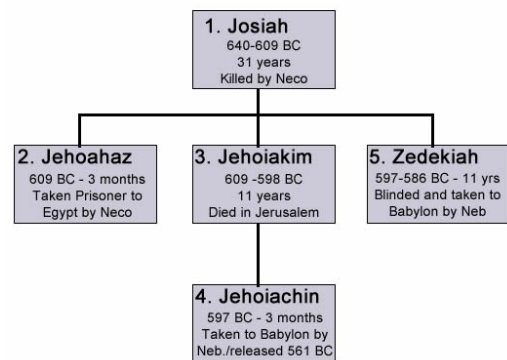 1. Josiah
640-609 BC
31 years
Killed by Neco
2. Jehoahaz
609 BC - 3 months
Taken Prisoner to
Egypt by Neco
3. Jehoiakim
609 -598 BC
11 years
Died in Jerusalem
5. Zedekiah
597-586 BC - 11 yrs
Blinded and taken to
Babylon by Neb
4. Jehoiachin
597 BC - 3 months
Taken to Babylon by
Neb./released 561 BC